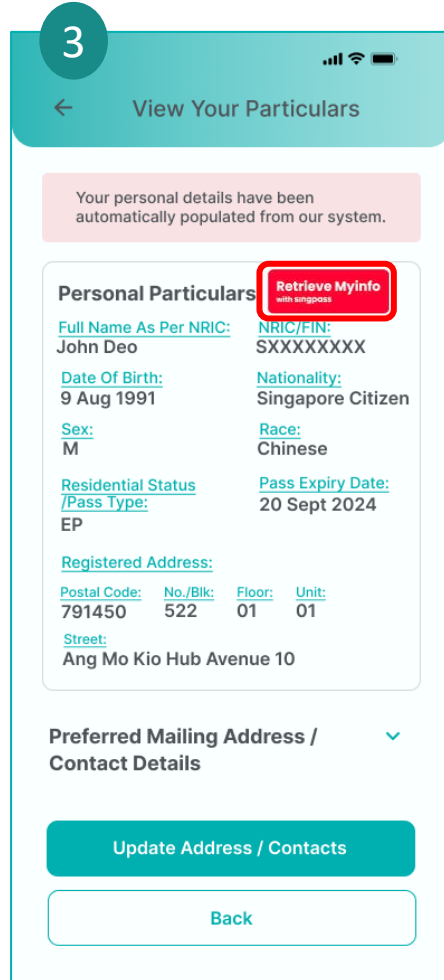 3
View Your Particulars
Your personal details have been
automatically populated from our system.
Personal Particulars
Retrieve Myinfo
with singpass
Full Name As Per NRIC: NRIC/FIN:
John Deo SXXXXXXXX
Date Of Birth: Nationality:
9 Aug 1991 Singapore Citizen
Sex: Race:
M Chinese
Residential Status
/Pass Type:
EP
Pass Expiry Date:
20 Sept 2024
Registered Address:
Postal Code: No./Blk: Floor: Unit:
791450 522 01 01
Street:
Ang Mo Kio Hub Avenue 10
Preferred Mailing Address /
Contact Details
Update Address / Contacts
Back